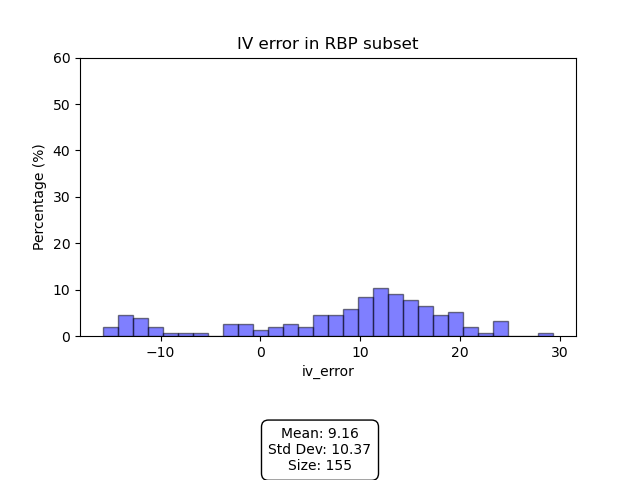 IV error in RBP subset
60
50
40
30
20
10
0
Percentage (%)
−10
0
10
20
30
iv_error
Mean: 9.16
Std Dev: 10.37
Size: 155